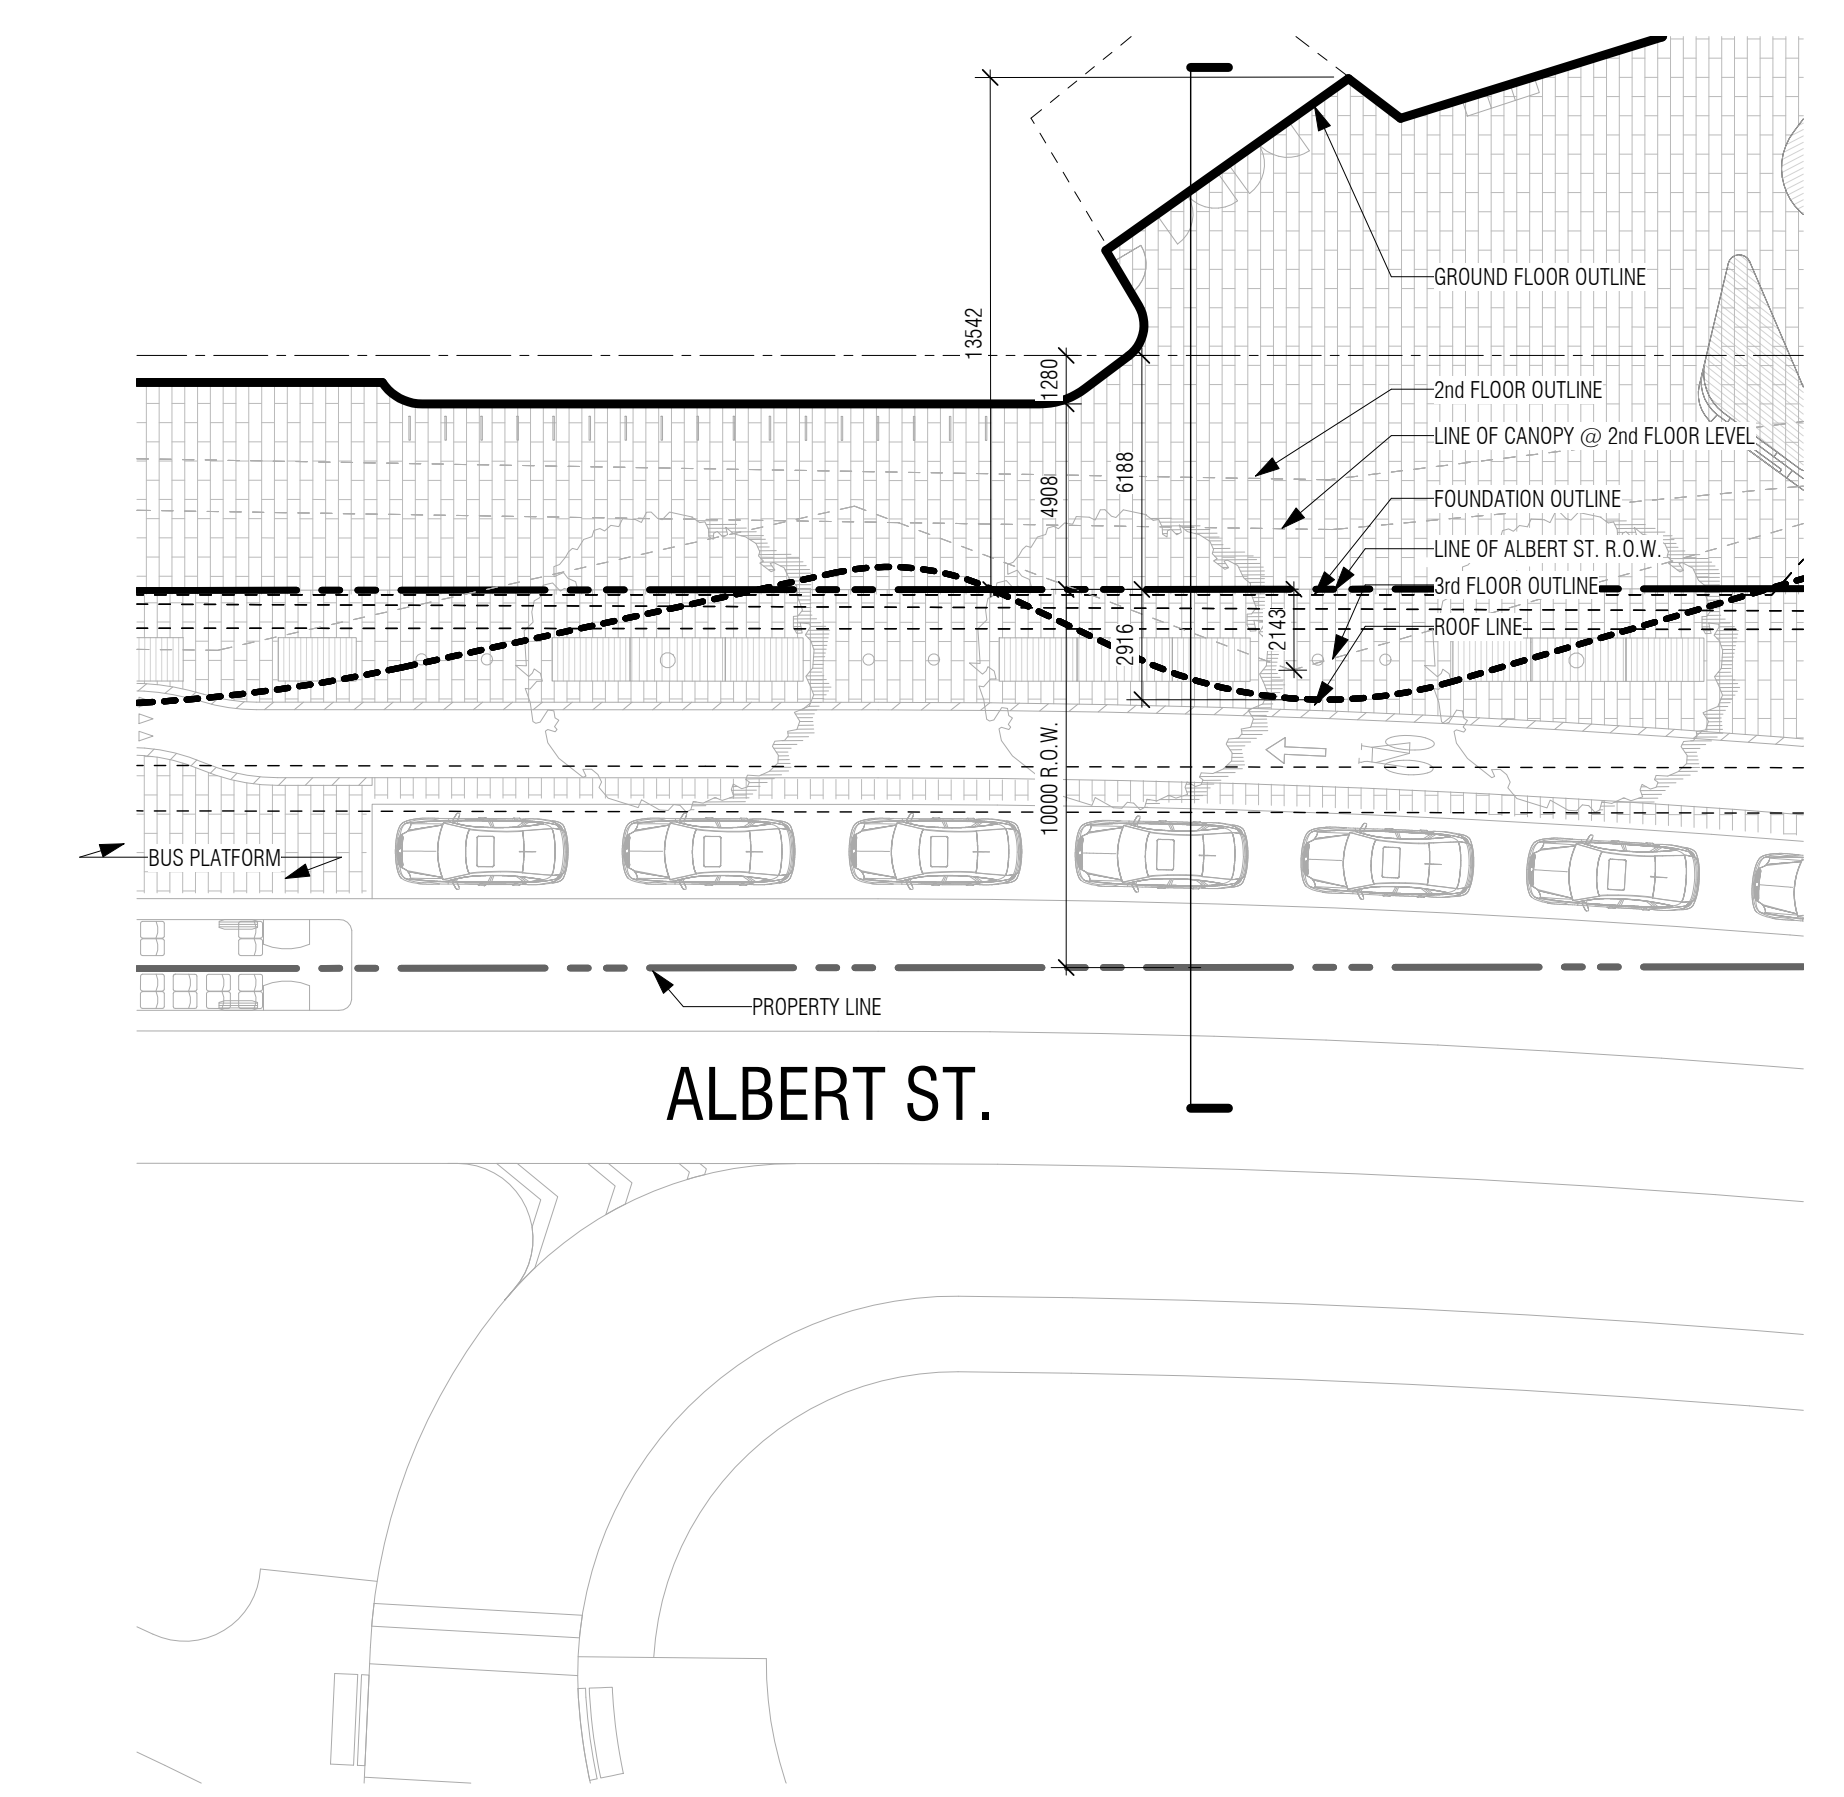 GROUND FLOOR OUTLINE
13542
1280
2nd FLOOR OUTLINE
LINE OF CANOPY @ 2nd FLOOR LEVEL
6188
4908
FOUNDATION OUTLINE
LINE OF ALBERT ST. R.O.W.
3rd FLOOR OUTLINE
ROOF LINE
2143
2916
10000 R.O.W.
BUS PLATFORM
PROPERTY LINE
ALBERT ST.